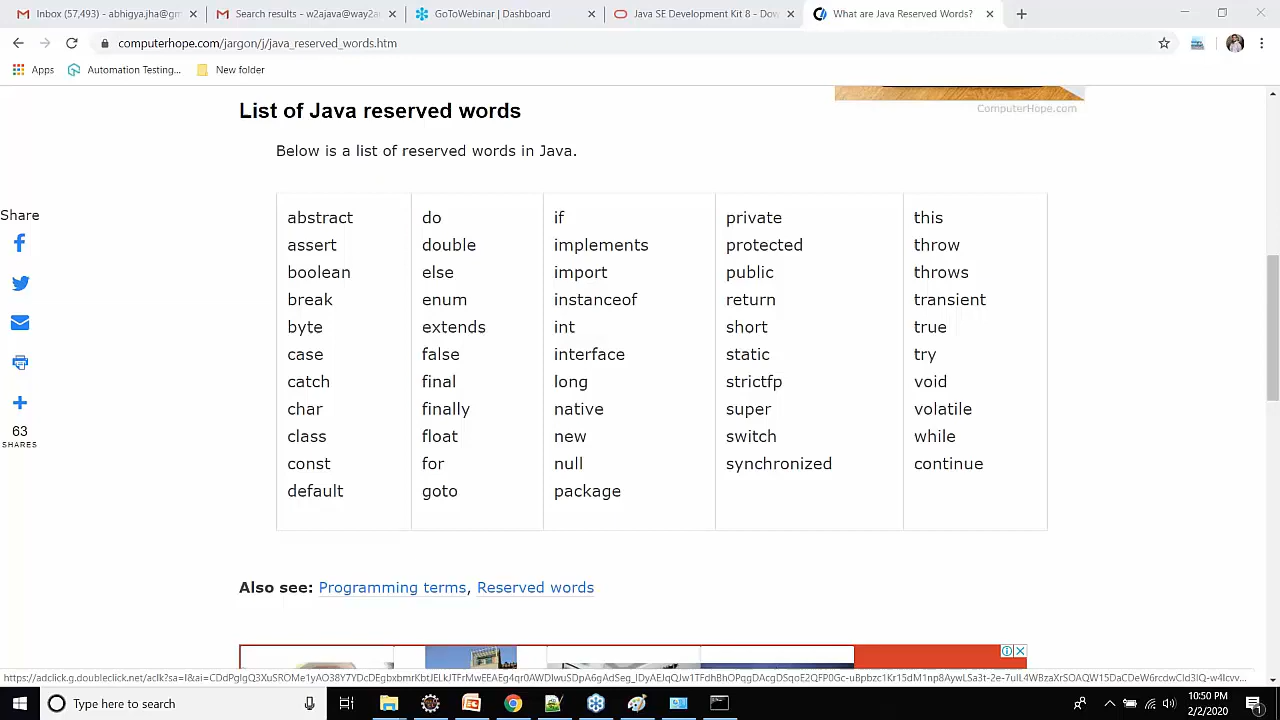 Inbox (57,493) - abhigya.jha@gm
Search results - w2ajava@way2a
GoToWebinar | Dashboard
Java SE Development Kit 8 - Dow
What are Java Reserved Words?
computerhope.com/jargon/j/java_reserved_words.htm
Apps
Automation Testing...
New folder
List of Java reserved words
ComputerHope.com
Below is a list of reserved words in Java.
Share
63
SHARES
abstract
assert
boolean
break
byte
case
catch
char
class
const
default
do
double
else
enum
extends
false
final
finally
float
for
goto
if
implements
import
instanceof
int
interface
long
native
new
null
package
private
protected
public
return
short
static
strictfp
super
switch
synchronized
this
throw
throws
transient
true
try
void
volatile
while
continue
Also see: Programming terms, Reserved words
Type here to search
10:50 PM
2/2/2020